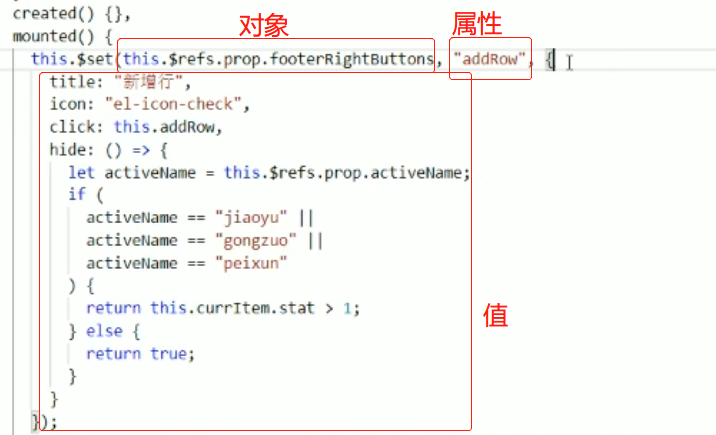 created() {},
对象
属性
mounted() {
this.$set(this.$refs.prop.footerRightButtons, "addRow", {
title: "新增行",
icon: "el-icon-check",
click: this.addRow,
hide: () => {
let activeName = this.$refs.prop.activeName;
if (
activeName == "jiaoyu" ||
activeName == "gongzuo" ||
activeName == "peixun"
) {
return this.currItem.stat > 1;
值
} else {
return true;
}
}
});